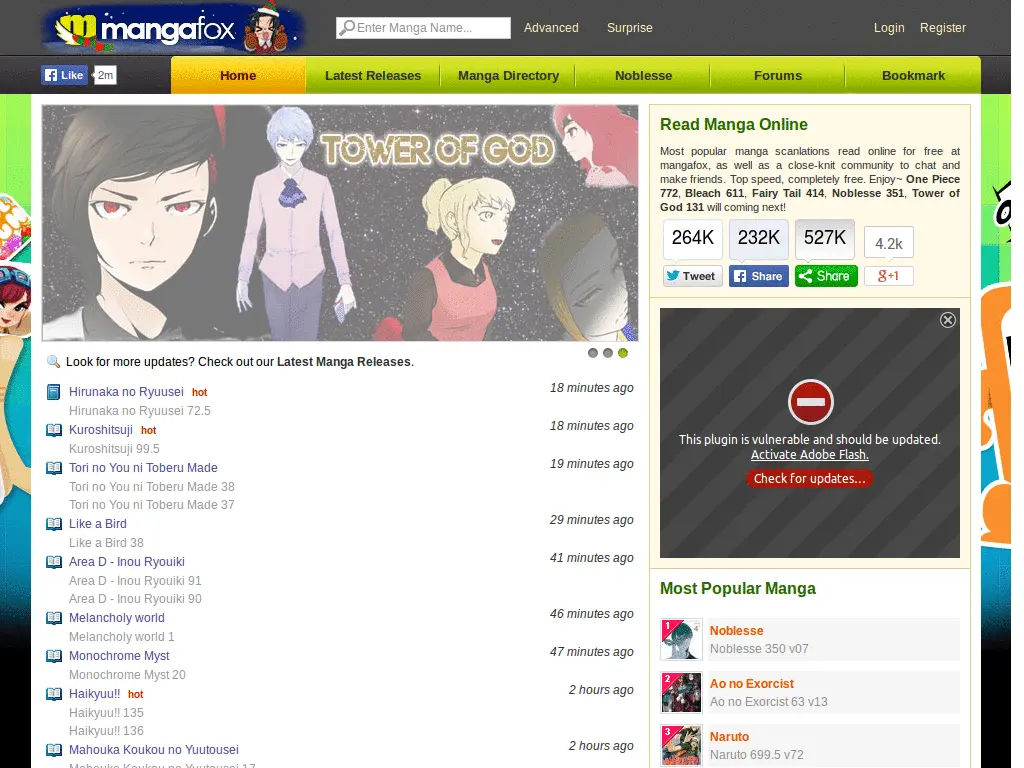 mangafox
Enter Manga Name...
Advanced
Surprise
Login
Register
Like
2m
Home
Latest Releases
Manga Directory
Noblesse
Forums
Bookmark
TOWER OF GOD
Look for more updates? Check out our Latest Manga Releases.
Hirunaka no Ryuusei hot
18 minutes ago
Hirunaka no Ryuusei 72.5
Kuroshitsuji hot
18 minutes ago
Kuroshitsuji 99.5
Tori no You ni Toberu Made
19 minutes ago
Tori no You ni Toberu Made 38
Tori no You ni Toberu Made 37
Like a Bird
29 minutes ago
Like a Bird 38
Area D - Inou Ryouiki
41 minutes ago
Area D - Inou Ryouiki 91
Area D - Inou Ryouiki 90
Melancholy world
46 minutes ago
Melancholy world 1
Monochrome Myst
47 minutes ago
Monochrome Myst 20
Haikyuu!! hot
2 hours ago
Haikyuu!! 135
Haikyuu!! 136
Mahouka Koukou no Yuutousei
2 hours ago
Mahouka Koukou no Yuutousei 17
Read Manga Online
Most popular manga scanlations read online for free at
mangafox, as well as a close-knit community to chat and
make friends. Top speed, completely free. Enjoy~ One Piece
772, Bleach 611, Fairy Tail 414, Noblesse 351, Tower of
God 131 will coming next!
264K
232K
527K
4.2k
Tweet
Share
Share
g+1
This plugin is vulnerable and should be updated.
Activate Adobe Flash.
Check for updates...
Most Popular Manga
1
Noblesse
Noblesse 350 v07
2
Ao no Exorcist
Ao no Exorcist 63 v13
3
Naruto
Naruto 699.5 v72